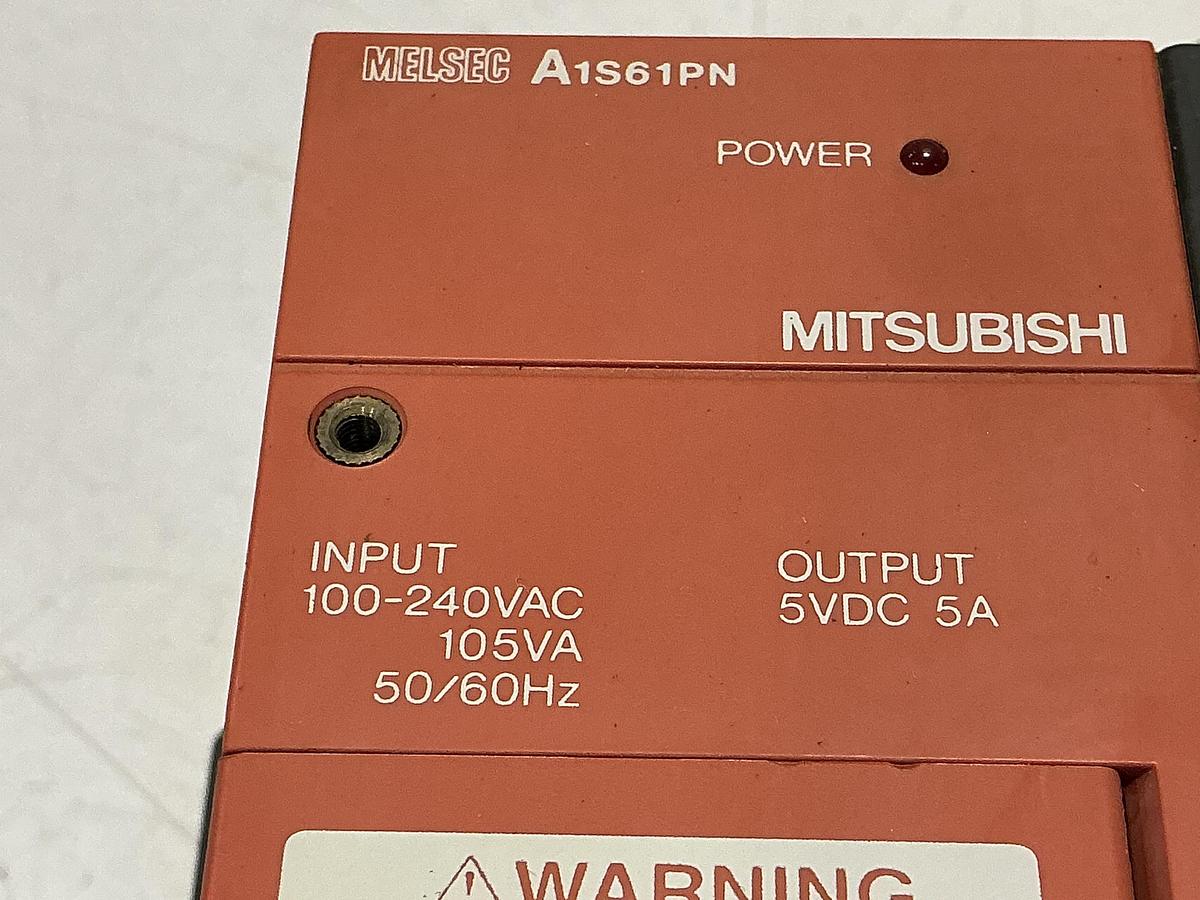 MELSEC A1S61PN
POWER
MITSUBISHI
INPUT
100-240VAC
105VA
50/60Hz
OUTPUT
5VDC 5A
WARNING